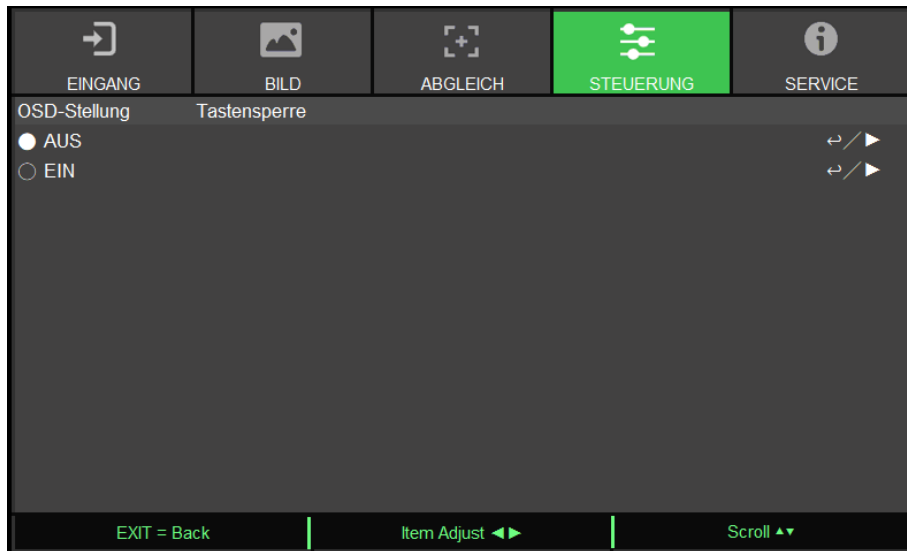 EINGANG BILD ABGLEICH STEUERUNG SERVICE
OSD-Stellung Tastensperre
AUS ↩/▶
EIN ↩/▶
EXIT = Back Item Adjust ◀▶ Scroll ▲▼